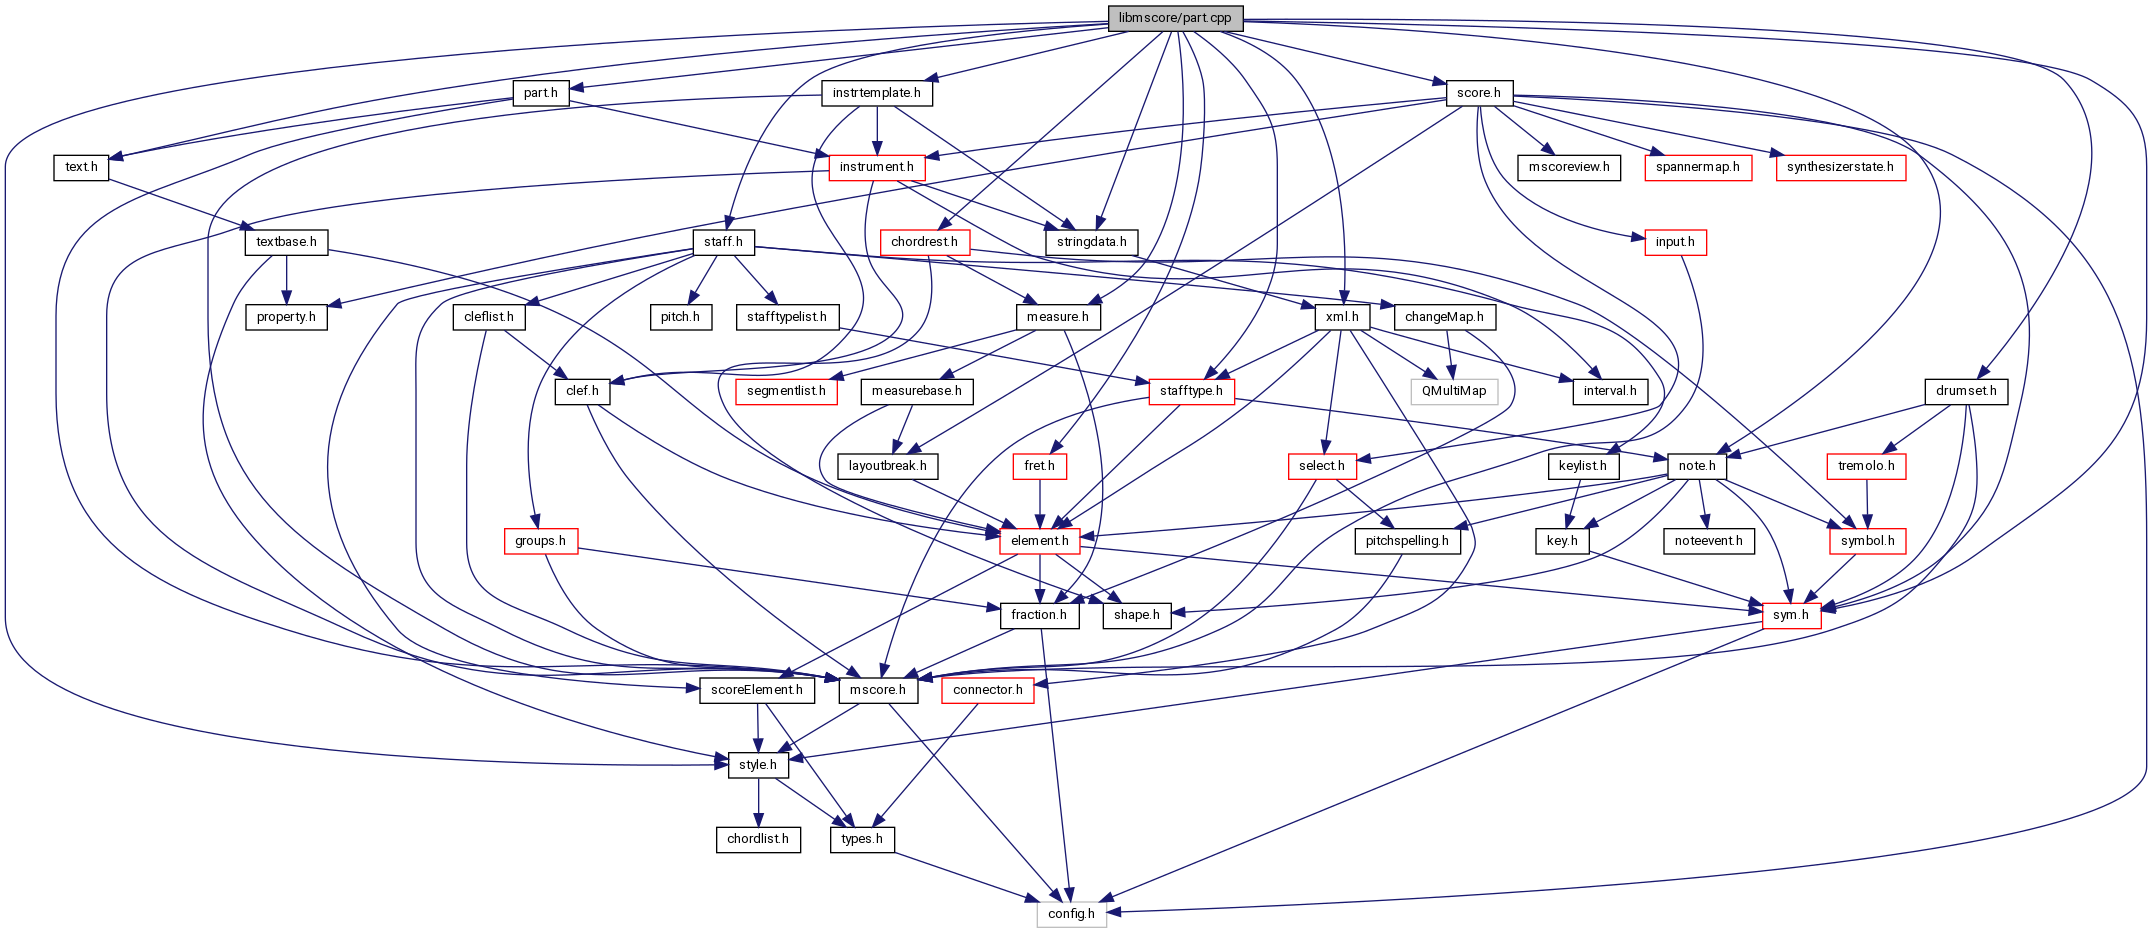 libmscore/part.cpp
part.h
instrtemplate.h
score.h
text.h
instrument.h
mscoreview.h
spannermap.h
synthesizerstate.h
textbase.h
staff.h
chordrest.h
stringdata.h
input.h
property.h
cleflist.h
pitch.h
stafftypelist.h
measure.h
xml.h
changeMap.h
clef.h
segmentlist.h
measurebase.h
stafftype.h
QMultiMap
interval.h
drumset.h
layoutbreak.h
fret.h
select.h
keylist.h
note.h
tremolo.h
groups.h
element.h
pitchspelling.h
key.h
noteevent.h
symbol.h
fraction.h
shape.h
sym.h
scoreElement.h
mscore.h
connector.h
style.h
chordlist.h
types.h
config.h